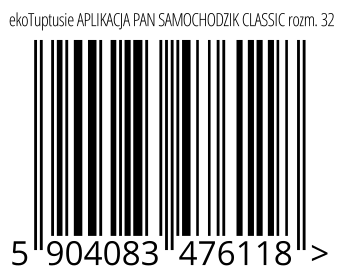 ekoTuptusie APLIKACJA PAN SAMOCHODZIK CLASSIC rozm. 32
5 904083 476118 >